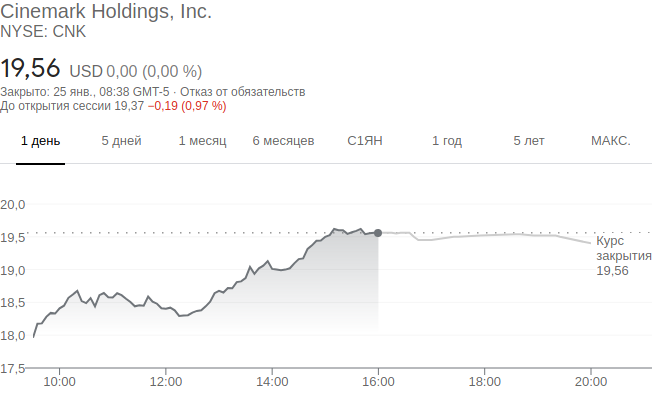 Cinemark Holdings, Inc.
NYSE: CNK
19,56 USD 0,00 (0,00 %)
Закрыто: 25 янв., 08:38 GMT-5 · Отказ от обязательств
До открытия сессии 19,37 −0,19 (0,97 %)
1 день 5 дней 1 месяц 6 месяцев С1ЯН 1 год 5 лет МАКС.
20,0
19,5
Курс
закрытия
19,56
19,0
18,5
18,0
17,5
10:00 12:00 14:00 16:00 18:00 20:00